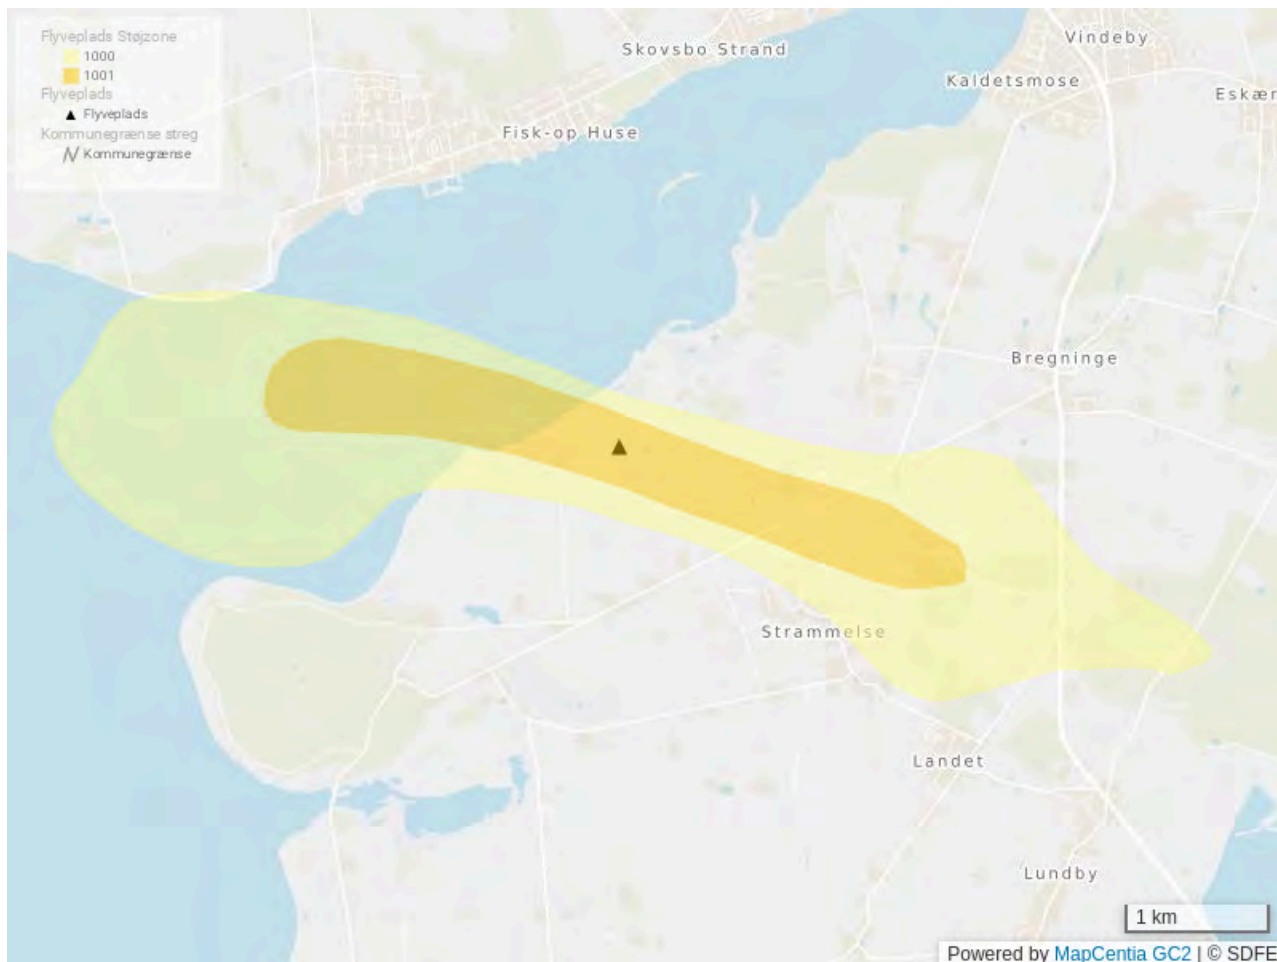 Flyveplads Støjzone
1000
1001
Flyveplads
Flyveplads
Kommunegrænse streg
Kommunegrænse
Skovsbo Strand
Vindeby
Kaldetsmose
Eskær
Fisk-op Huse
Bregninge
Strammelse
Landet
Lundby
1 km
Powered by MapCentia GC2 | © SDFE